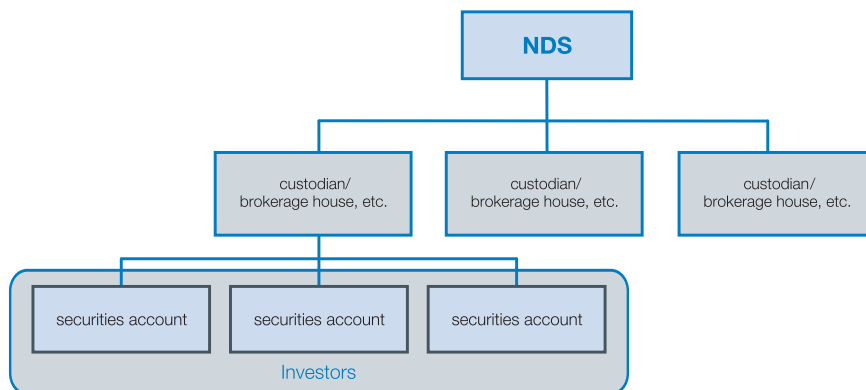 NDS
custodian/
brokerage house, etc.
custodian/
brokerage house, etc.
custodian/
brokerage house, etc.
securities account
securities account
securities account
Investors